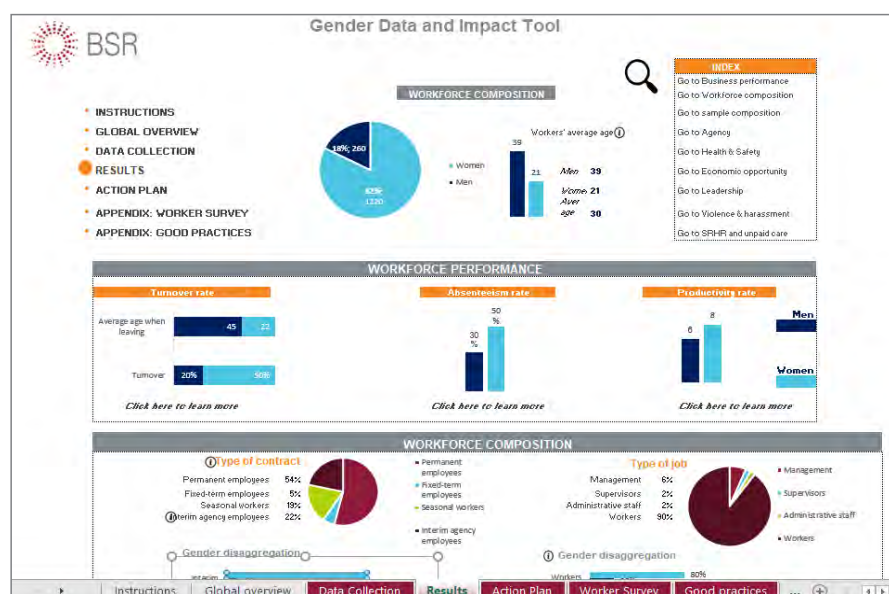 Gender Data and Impact Tool
BSR
INSTRUCTIONS
GLOBAL OVERVIEW
DATA COLLECTION
RESULTS
ACTION PLAN
APPENDIX: WORKER SURVEY
APPENDIX: GOOD PRACTICES
WORKFORCE COMPOSITION
18%; 260
82%;
1220
Women
Men
Workers' average age
39
21
Men 39
Women 21
Aver
age 30
INDEX
Go to Business performance
Go to Workforce composition
Go to sample composition
Go to Agency
Go to Health & Safety
Go to Economic opportunity
Go to Leadership
Go to Violence & harassment
Go to SRHR and unpaid care
WORKFORCE PERFORMANCE
Turnover rate
Average age when
leaving
45 22
Turnover
20% 50%
Click here to learn more
Absenteeism rate
30
%
50
%
Click here to learn more
Productivity rate
6
8
Men
Women
Click here to learn more
WORKFORCE COMPOSITION
Type of contract
Permanent employees 54%
Fixed-term employees 5%
Seasonal workers 19%
Interim agency employees 22%
Permanent
employees
Fixed-term
employees
Seasonal workers
Interim agency
employees
Type of job
Management 6%
Supervisors 2%
Administrative staff 2%
Workers 90%
Management
Supervisors
Administrative staff
Workers
Gender disaggregation
Interim
Gender disaggregation
Workers
80%
Instructions Global overview Data Collection Results Action Plan Worker Survey Good practices ...